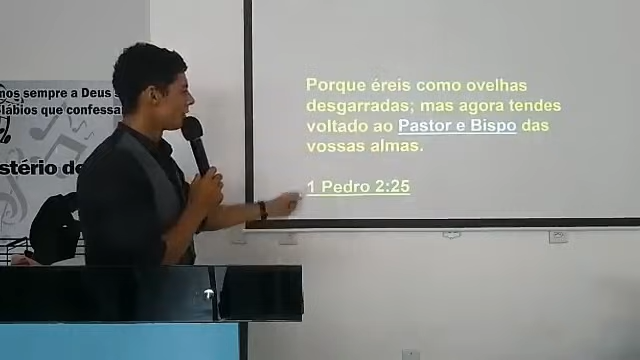 Porque éreis como ovelhas
desgarradas; mas agora tendes
voltado ao Pastor e Bispo das
vossas almas.
1 Pedro 2:25
mos sempre a Deus
lábios que confessa
stério de